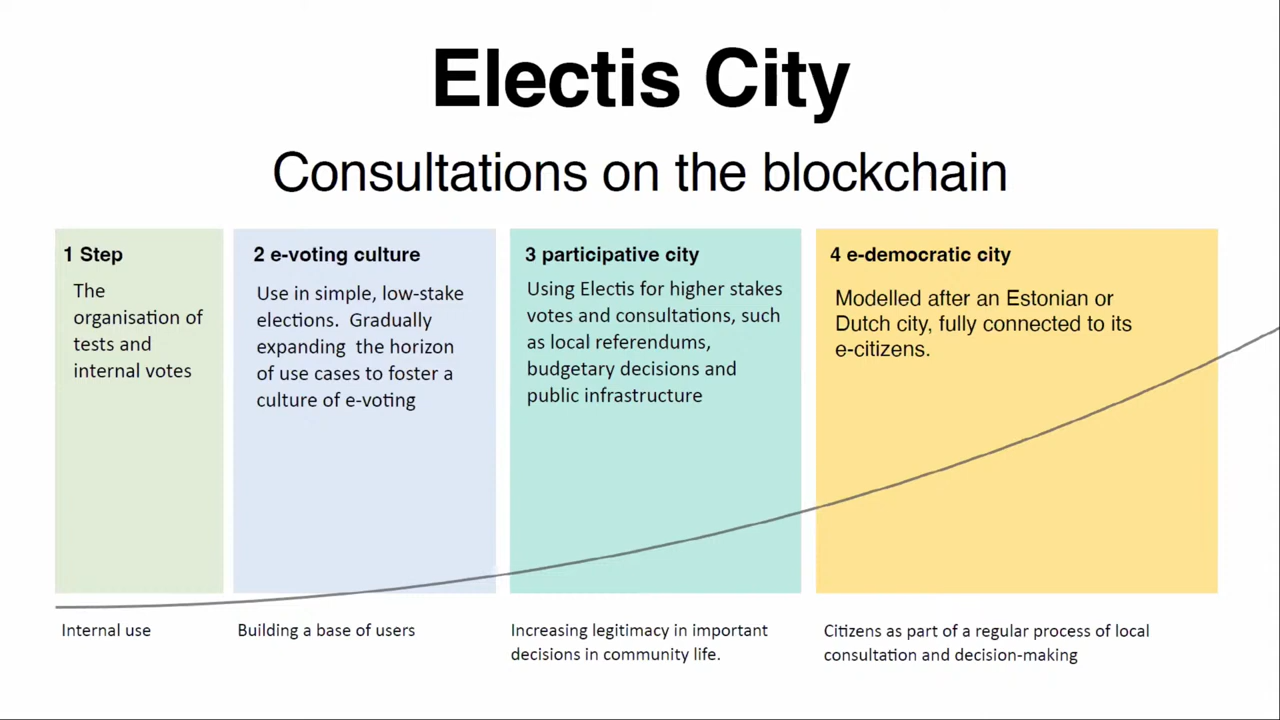 Electis City
Consultations on the blockchain
1 Step
The
organisation of
tests and
internal votes
2 e-voting culture
Use in simple, low-stake
elections. Gradually
expanding the horizon
of use cases to foster a
culture of e-voting
3 participative city
Using Electis for higher stakes
votes and consultations, such
as local referendums,
budgetary decisions and
public infrastructure
4 e-democratic city
Modelled after an Estonian or
Dutch city, fully connected to its
e-citizens.
Internal use
Building a base of users
Increasing legitimacy in important
decisions in community life.
Citizens as part of a regular process of local
consultation and decision-making